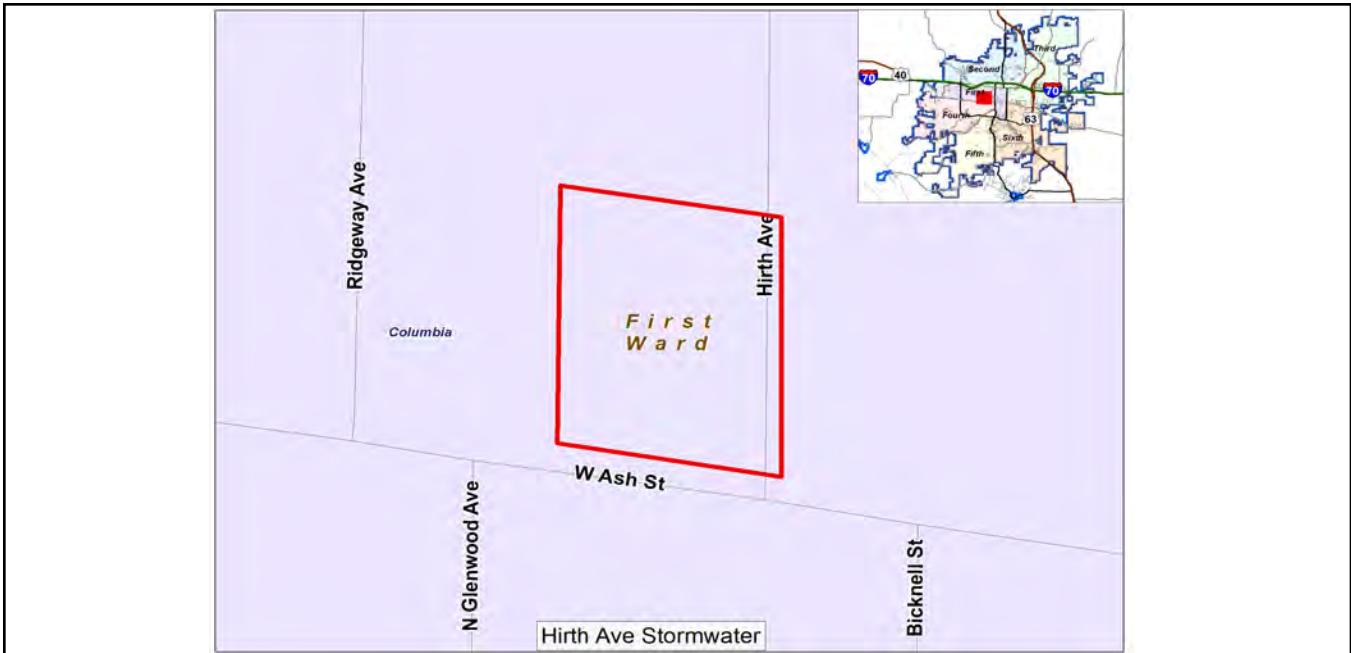 Third
Second
40
70
First
70
Fourth
63
Sixth
Fifth
Ridgeway Ave
Hirth Ave
First
Ward
Columbia
W Ash St
N Glenwood Ave
Bicknell St
Hirth Ave Stormwater